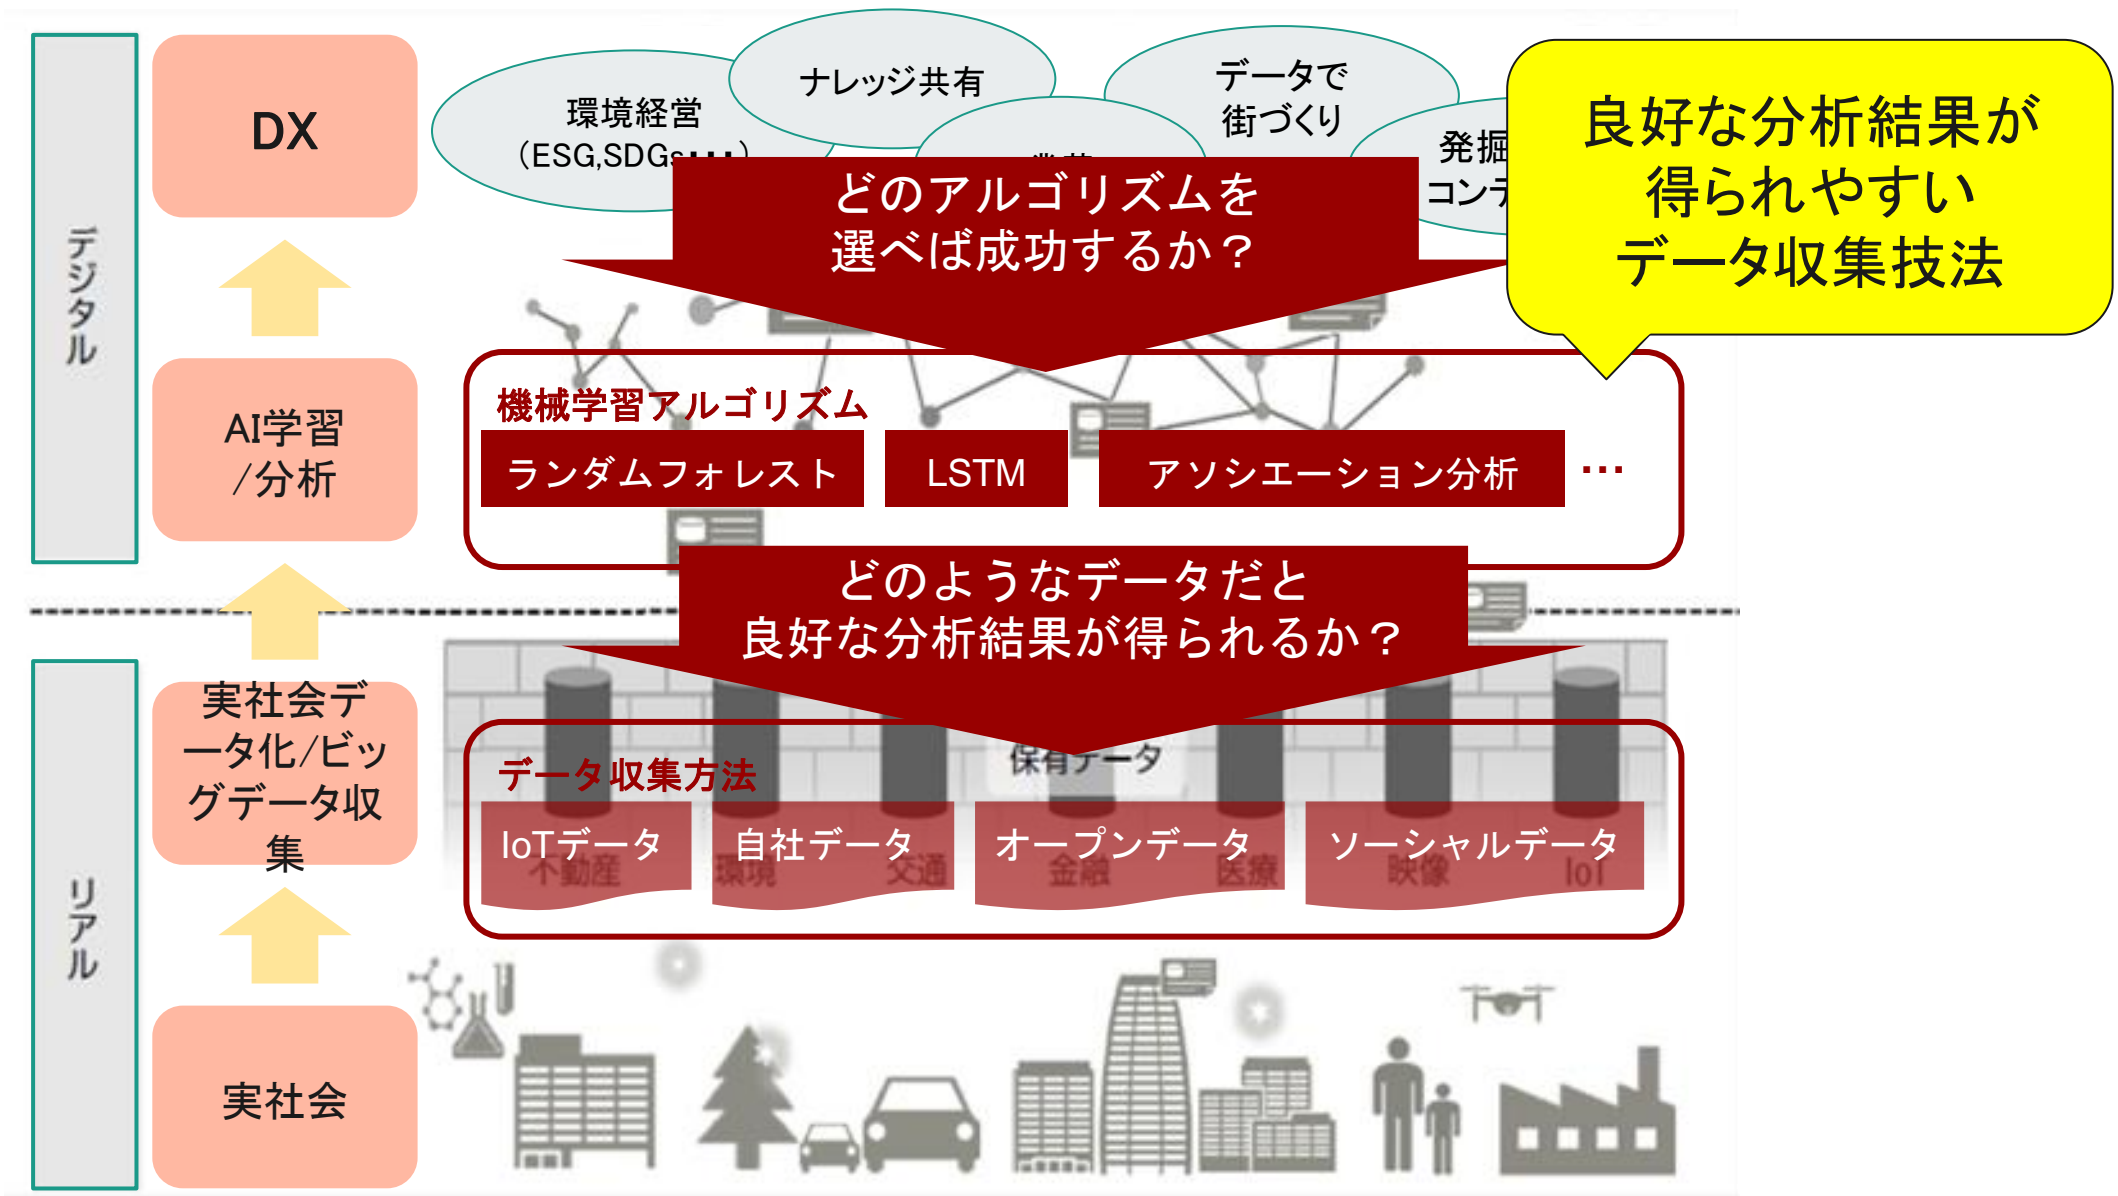 デジタル
リアル
DX
AI学習
/分析
実社会デ
ータ化/ビッ
グデータ収
集
実社会
環境経営
（ESG,SDGs・・・）
ナレッジ共有
データで
街づくり
発掘
良好な分析結果が
得られやすい
データ収集技法
どのアルゴリズムを
選べば成功するか？
機械学習アルゴリズム
ランダムフォレスト
LSTM
アソシエーション分析
…
どのようなデータだと
良好な分析結果が得られるか？
保有データ
データ収集方法
IoTデータ
自社データ
オープンデータ
ソーシャルデータ
不動産
環境
交通
金融
医療
映像
IoT